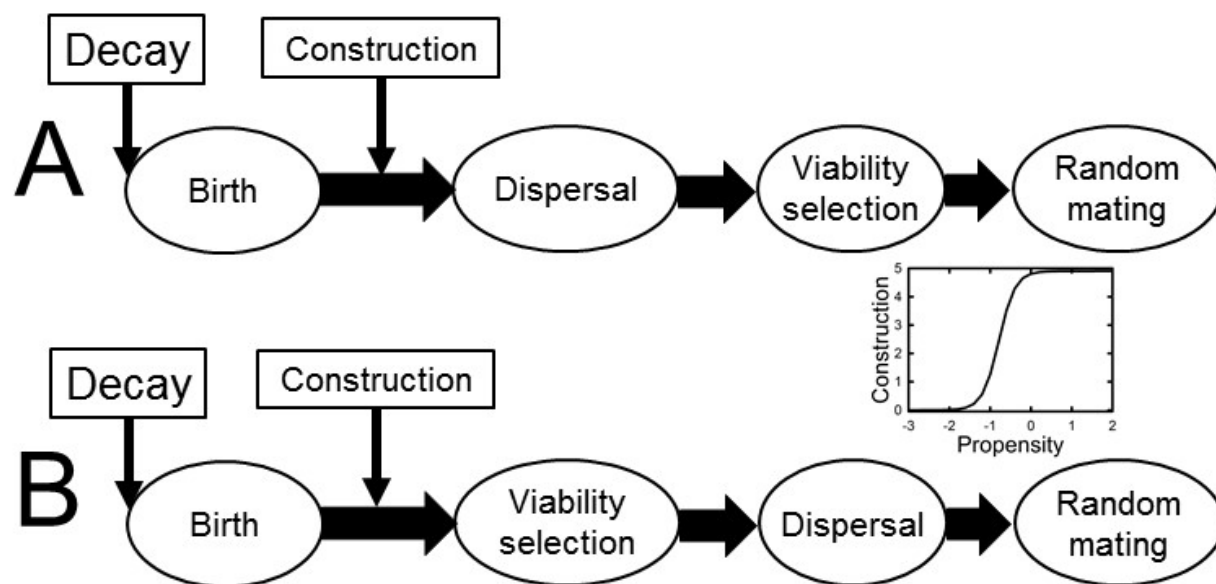 Decay
Construction
A
Birth
Dispersal
Viability
selection
Random
mating
Construction
5
4
3
2
1
0
-3 -2 -1 0 1 2
Propensity
Decay
Construction
B
Birth
Viability
selection
Dispersal
Random
mating